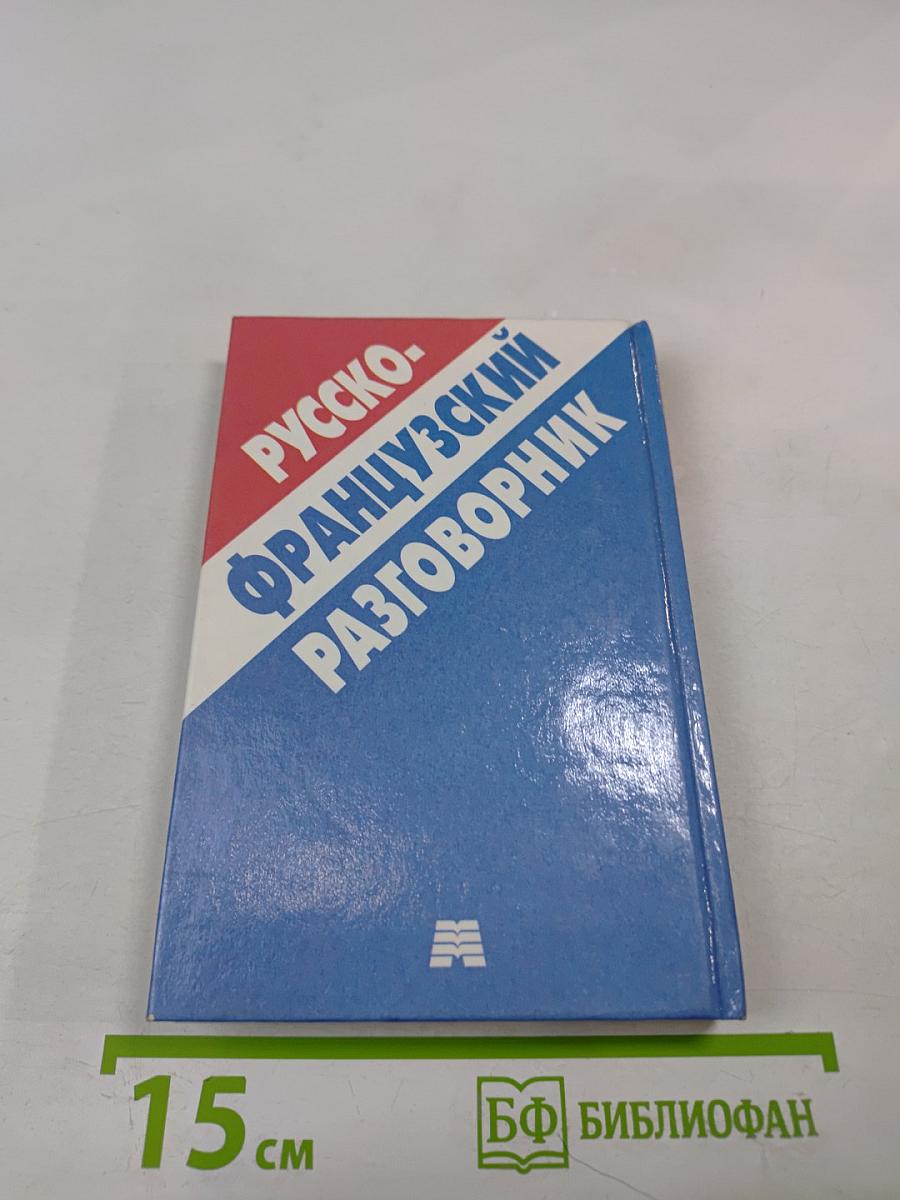 РУССКО-
ФРАНЦУЗСКИЙ
РАЗГОВОРНИК
15 см
БФ БИБЛИОФАН